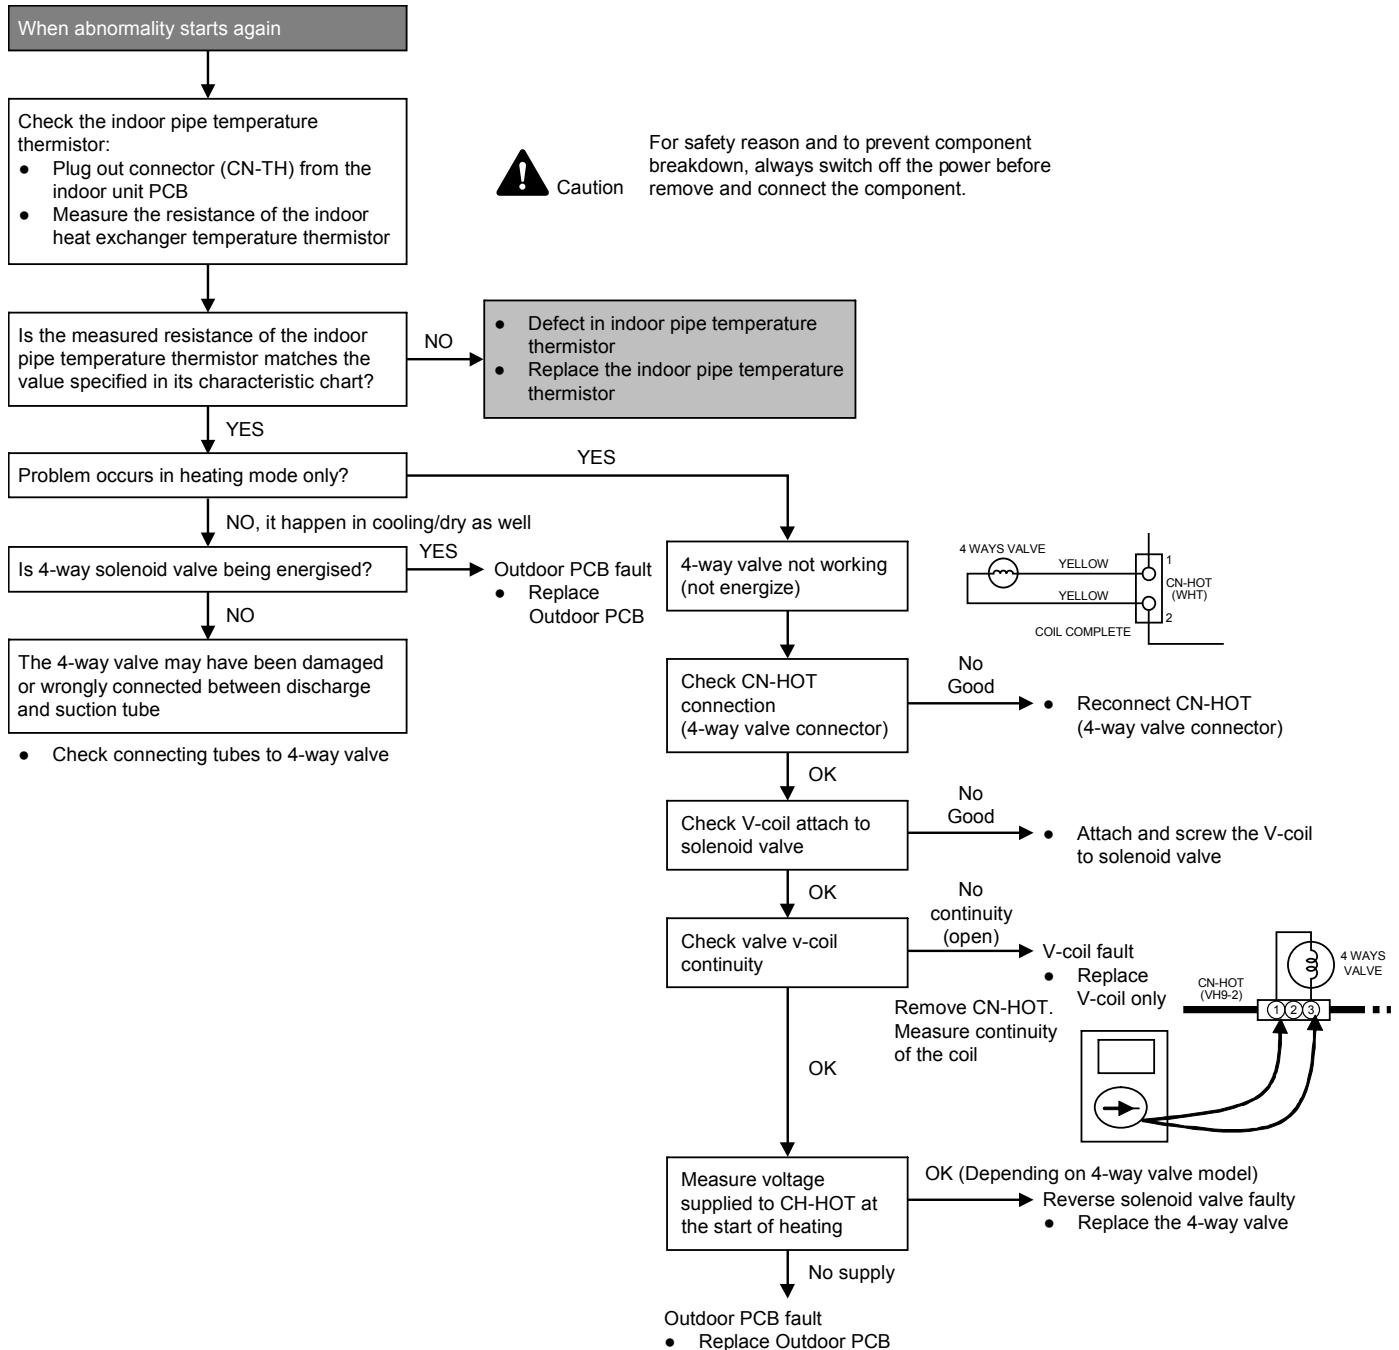 When abnormality starts again
Check the indoor pipe temperature
thermistor:
● Plug out connector (CN-TH) from the
indoor unit PCB
● Measure the resistance of the indoor
heat exchanger temperature thermistor
Caution
For safety reason and to prevent component
breakdown, always switch off the power before
remove and connect the component.
Is the measured resistance of the indoor
pipe temperature thermistor matches the
value specified in its characteristic chart?
NO
● Defect in indoor pipe temperature
thermistor
● Replace the indoor pipe temperature
thermistor
YES
Problem occurs in heating mode only?
YES
NO, it happen in cooling/dry as well
Is 4-way solenoid valve being energised?
YES
Outdoor PCB fault
● Replace
Outdoor PCB
NO
The 4-way valve may have been damaged
or wrongly connected between discharge
and suction tube
● Check connecting tubes to 4-way valve
4-way valve not working
(not energize)
4 WAYS VALVE
YELLOW
YELLOW
1
CN-HOT
(WHT)
2
COIL COMPLETE
Check CN-HOT
connection
(4-way valve connector)
No
Good
● Reconnect CN-HOT
(4-way valve connector)
OK
Check V-coil attach to
solenoid valve
No
Good
● Attach and screw the V-coil
to solenoid valve
OK
Check valve v-coil
continuity
No
continuity
(open)
V-coil fault
● Replace
V-coil only
Remove CN-HOT.
Measure continuity
of the coil
CN-HOT
(VH9-2)
4 WAYS
VALVE
1 2 3
OK
Measure voltage
supplied to CH-HOT at
the start of heating
OK (Depending on 4-way valve model)
Reverse solenoid valve faulty
● Replace the 4-way valve
No supply
Outdoor PCB fault
● Replace Outdoor PCB